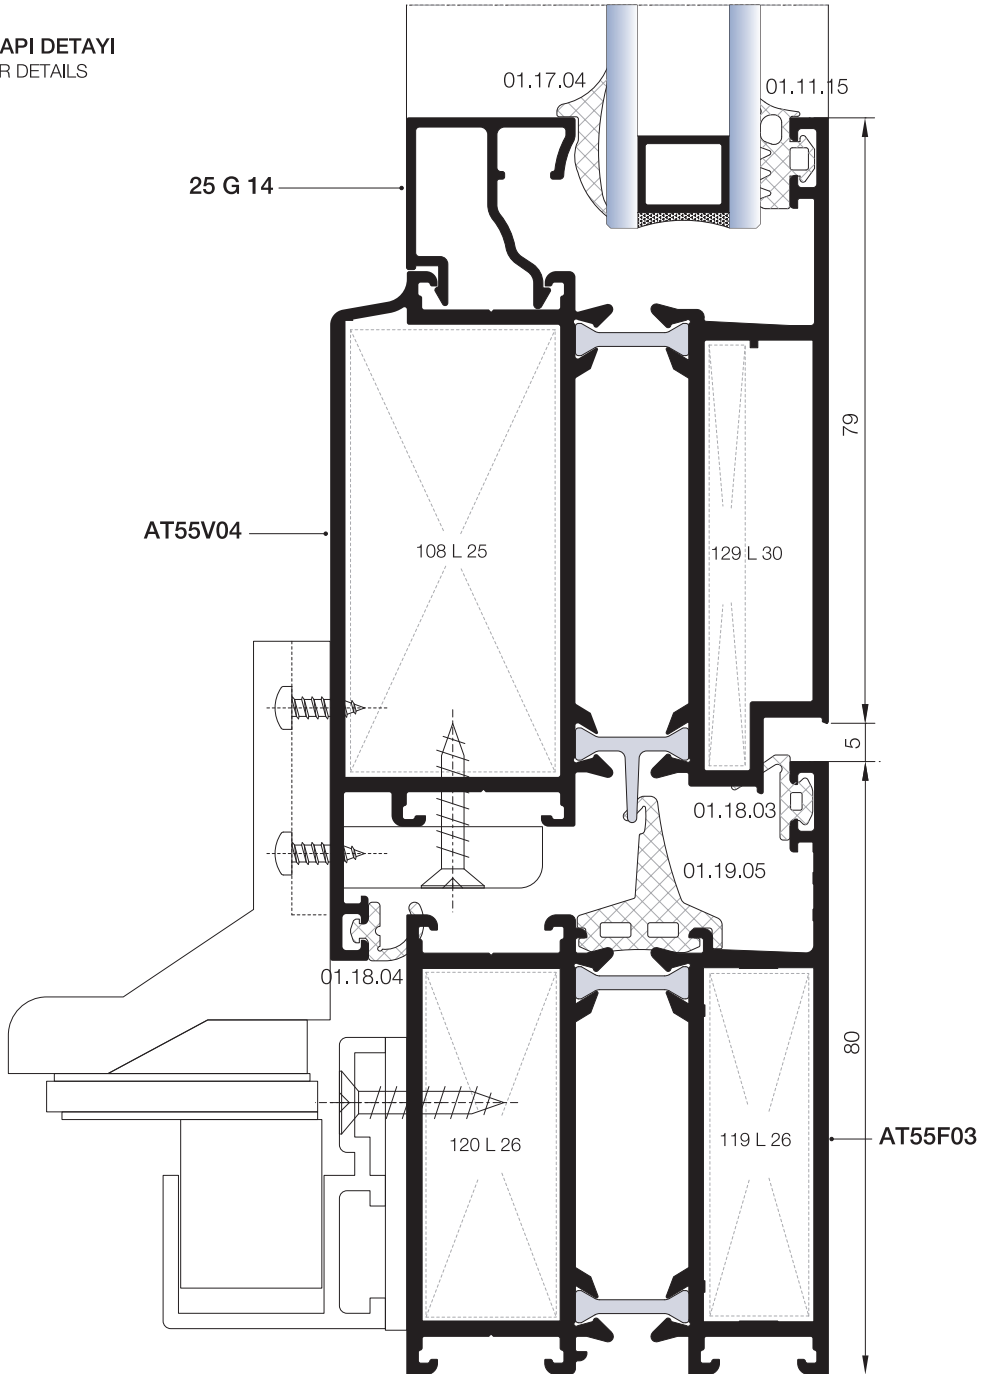 API DETAYI
R DETAILS
01.17.04
01.11.15
25 G 14
79
AT55V04
108 L 25
129 L 30
5
01.18.03
01.19.05
01.18.04
80
120 L 26
119 L 26
AT55F03